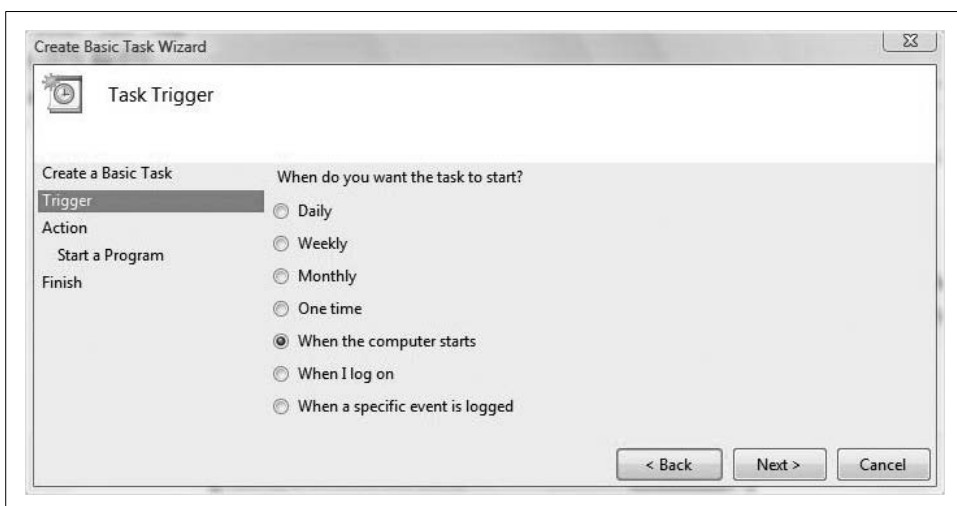 Create Basic Task Wizard
Task Trigger
Create a Basic Task
Trigger
Action
Start a Program
Finish
When do you want the task to start?
Daily
Weekly
Monthly
One time
When the computer starts
When I log on
When a specific event is logged
< Back
Next >
Cancel